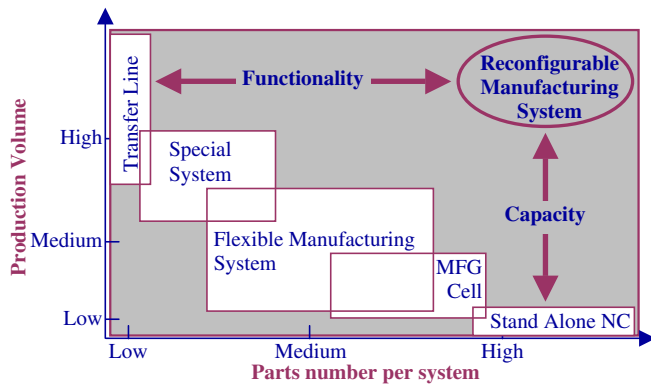 Production Volume
High
Medium
Low
Transfer Line
Functionality
Reconfigurable
Manufacturing
System
Special
System
Capacity
Flexible Manufacturing
System
MFG
Cell
Stand Alone NC
Low
Medium
High
Parts number per system